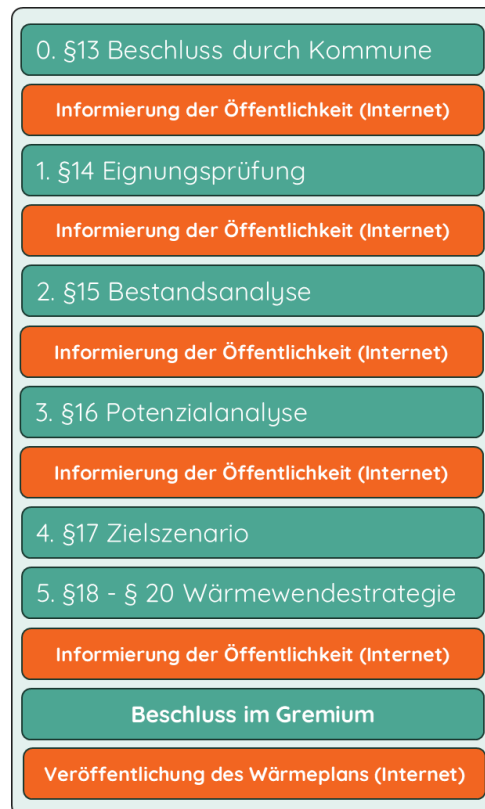 0. §13 Beschluss durch Kommune
Informierung der Öffentlichkeit (Internet)
1. §14 Eignungsprüfung
Informierung der Öffentlichkeit (Internet)
2. §15 Bestandsanalyse
Informierung der Öffentlichkeit (Internet)
3. §16 Potenzialanalyse
Informierung der Öffentlichkeit (Internet)
4. §17 Zielszenario
5. §18 - § 20 Wärmewendestrategie
Informierung der Öffentlichkeit (Internet)
Beschluss im Gremium
Veröffentlichung des Wärmeplans (Internet)